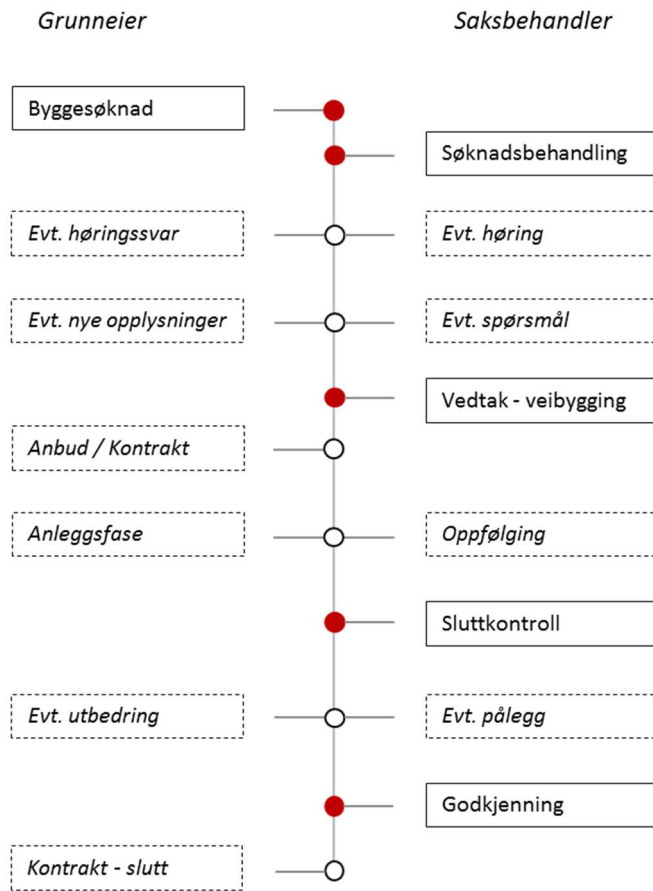 Grunneier
Saksbehandler
Byggesøknad
Søknadsbehandling
Evt. høringssvar
Evt. høring
Evt. nye opplysninger
Evt. spørsmål
Vedtak - veibygging
Anbud / Kontrakt
Anleggsfase
Oppfølging
Sluttkontroll
Evt. utbedring
Evt. pålegg
Godkjenning
Kontrakt - slutt